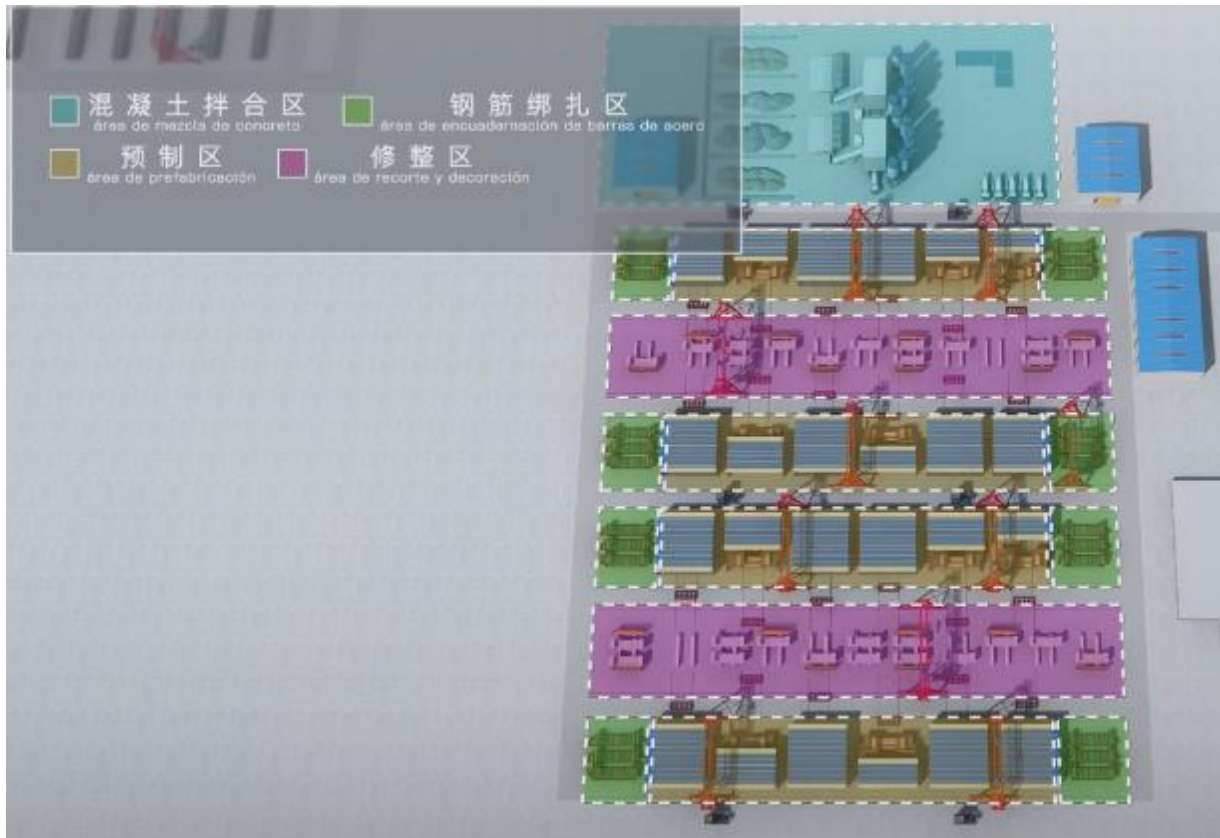 混凝土拌合区
área de mezcla de concreto
钢筋绑扎区
área de encuadernación de barras de acero
预制区
área de prefabricación
修整区
área de recorte y decoración